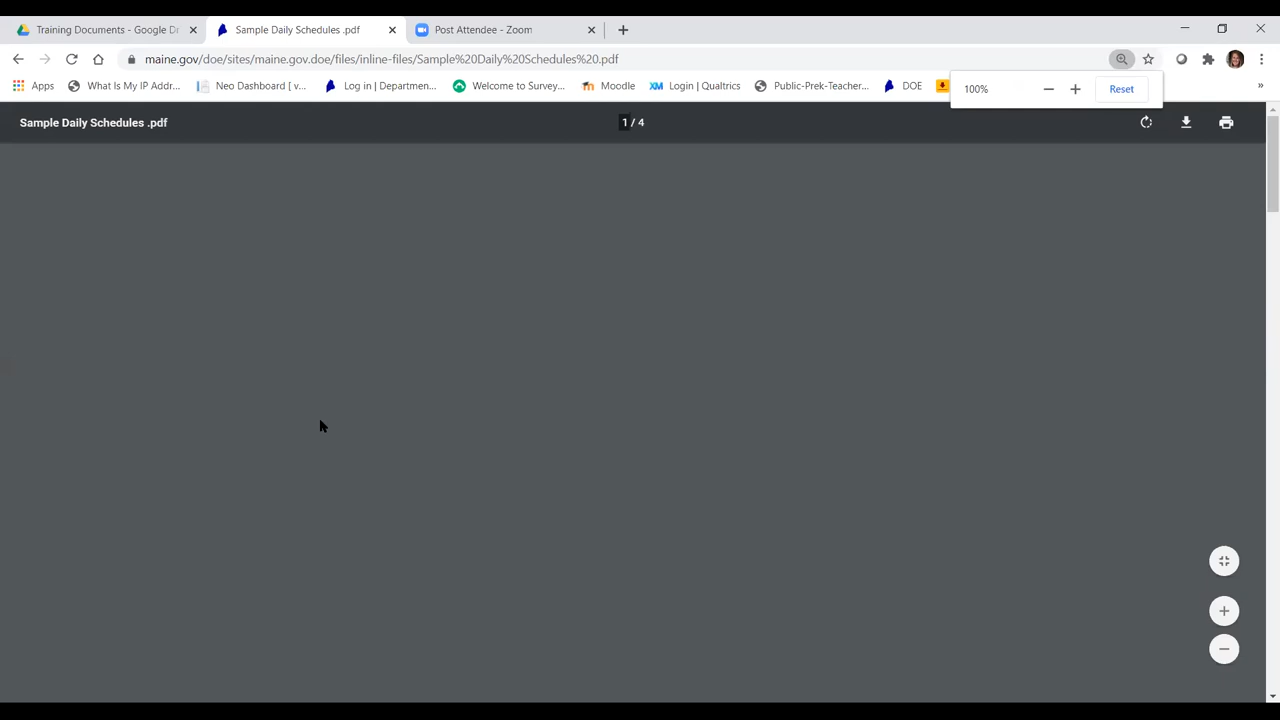 Training Documents - Google Dr
Sample Daily Schedules .pdf
Post Attendee - Zoom
maine.gov/doe/sites/maine.gov.doe/files/inline-files/Sample%20Daily%20Schedules%20.pdf
Apps
What Is My IP Addr...
Neo Dashboard [ v...
Log in | Departmen...
Welcome to Survey...
Moodle
XM Login | Qualtrics
Public-Prek-Teacher...
DOE
»
100%
Reset
Sample Daily Schedules .pdf
1 / 4